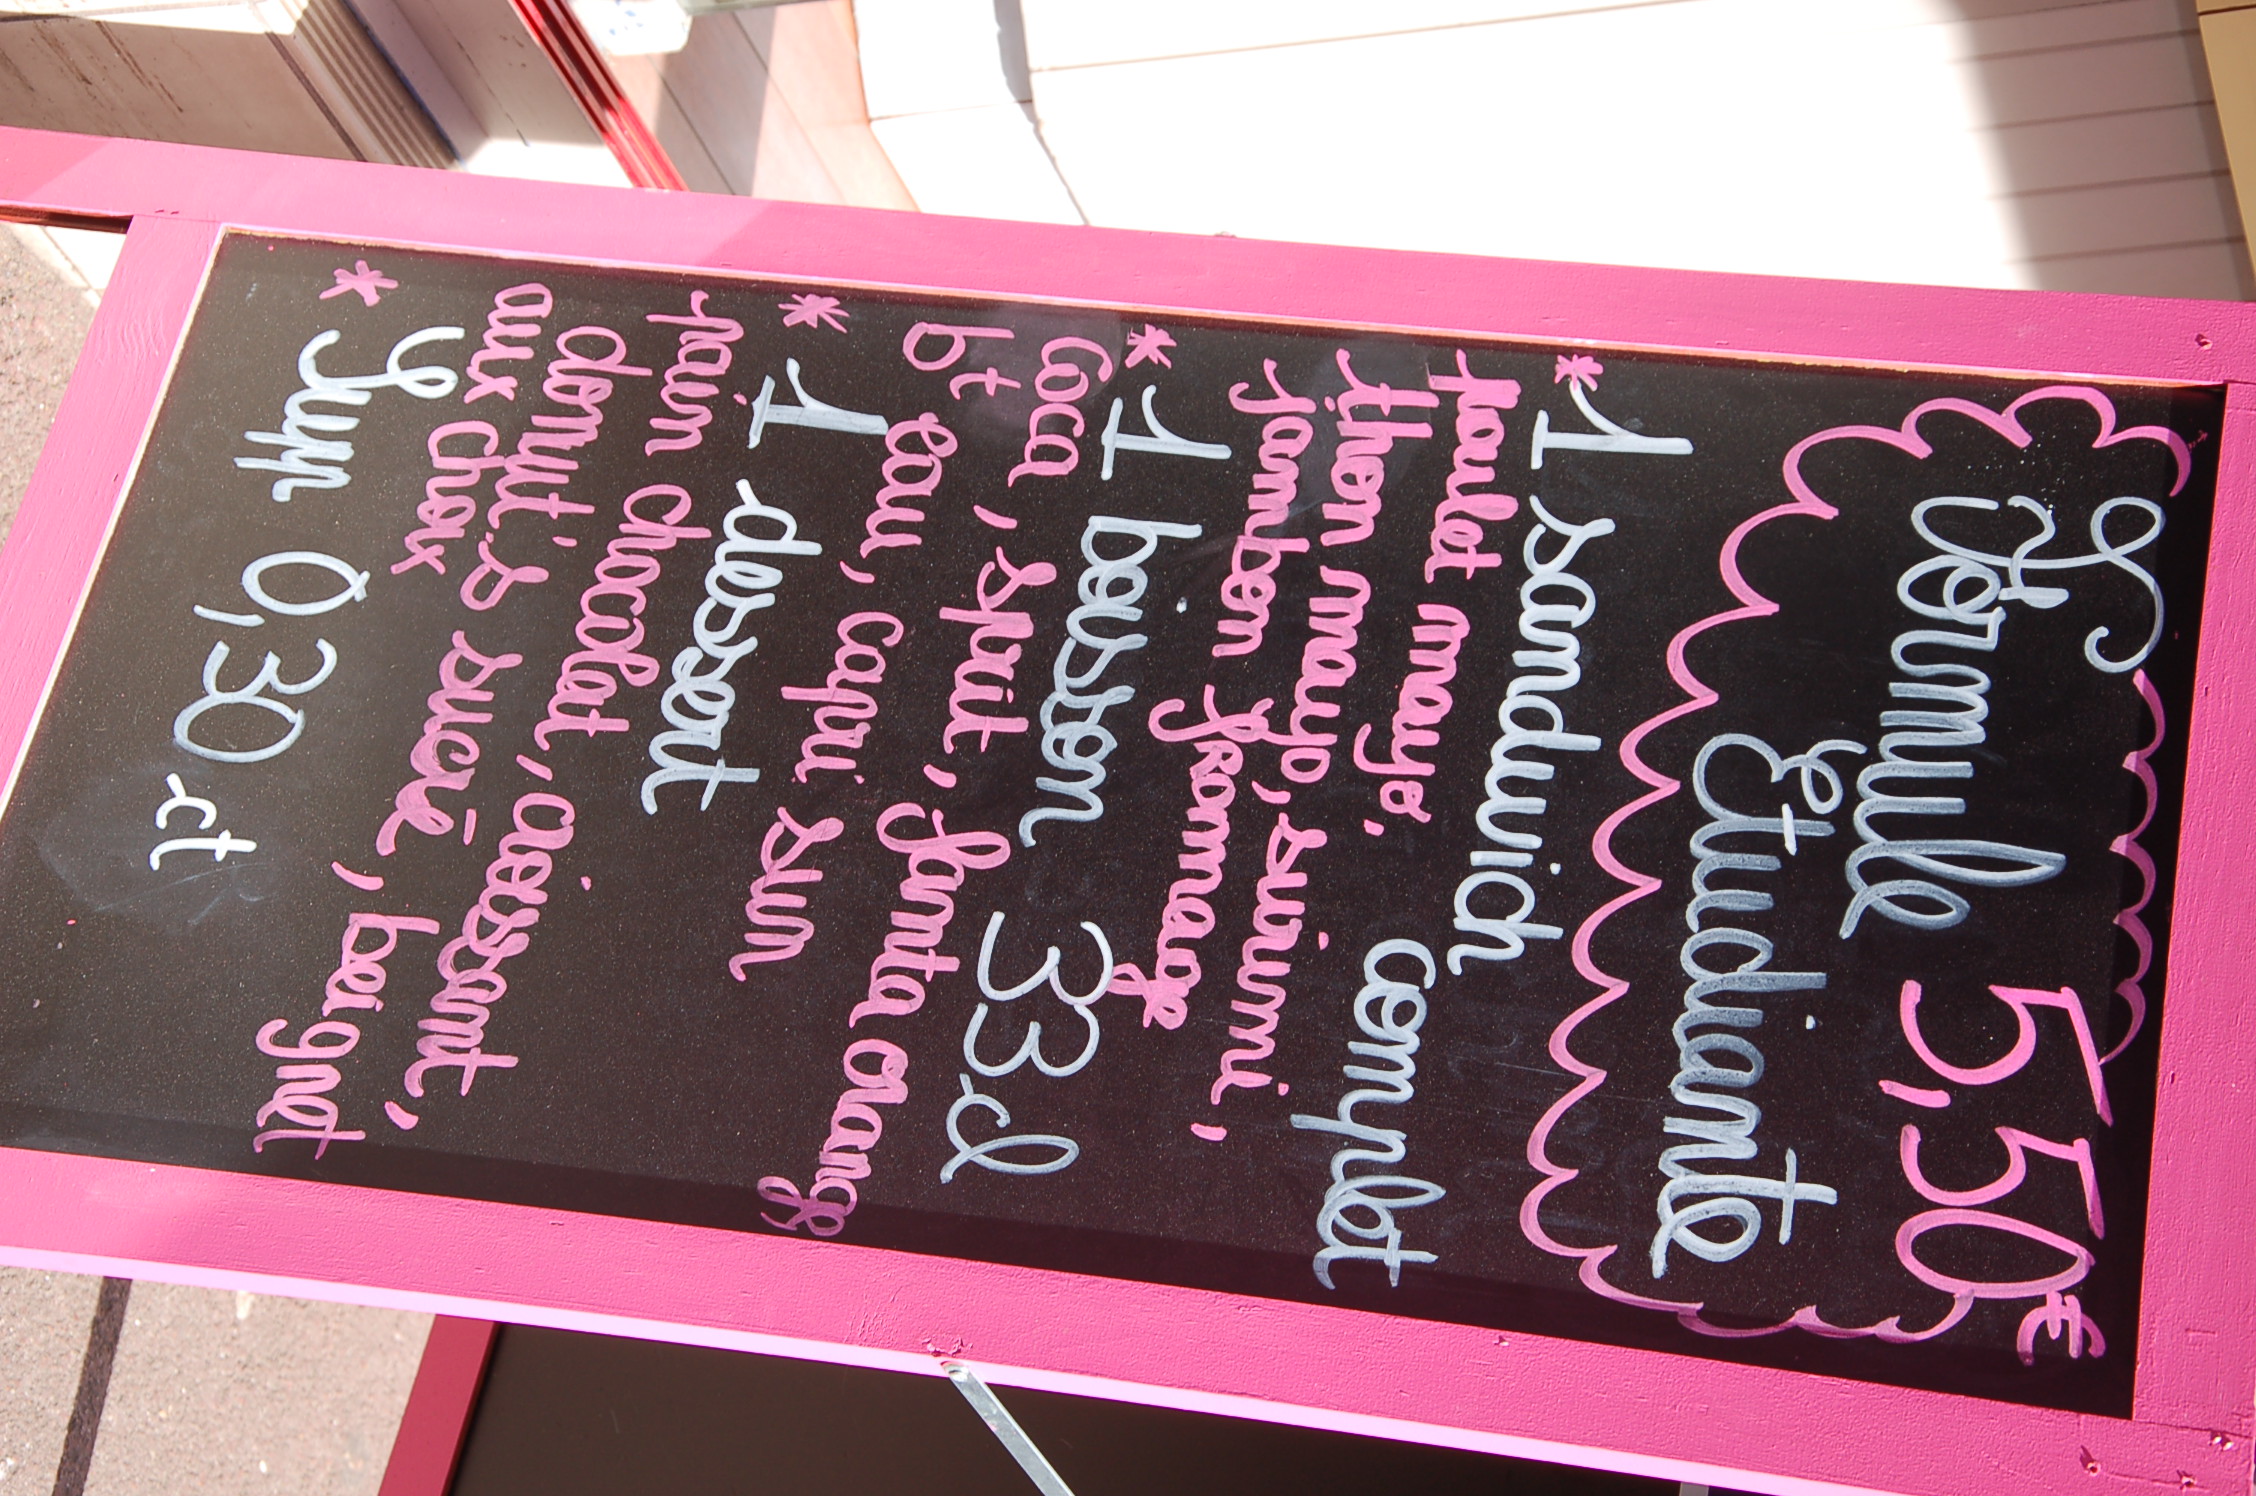 Formule 5,50€
Etudiante
*1 sandwich
complet
poulet mayo,
thon mayo, surimi,
jambon fromage
*1 boisson 33cl
coca, sprit, fanta orange,
bt eau, capri sun
*1 dessert
pain chocolat, croissant,
donut's sucré, beignet
aux choix
*Supp 0,30 ct